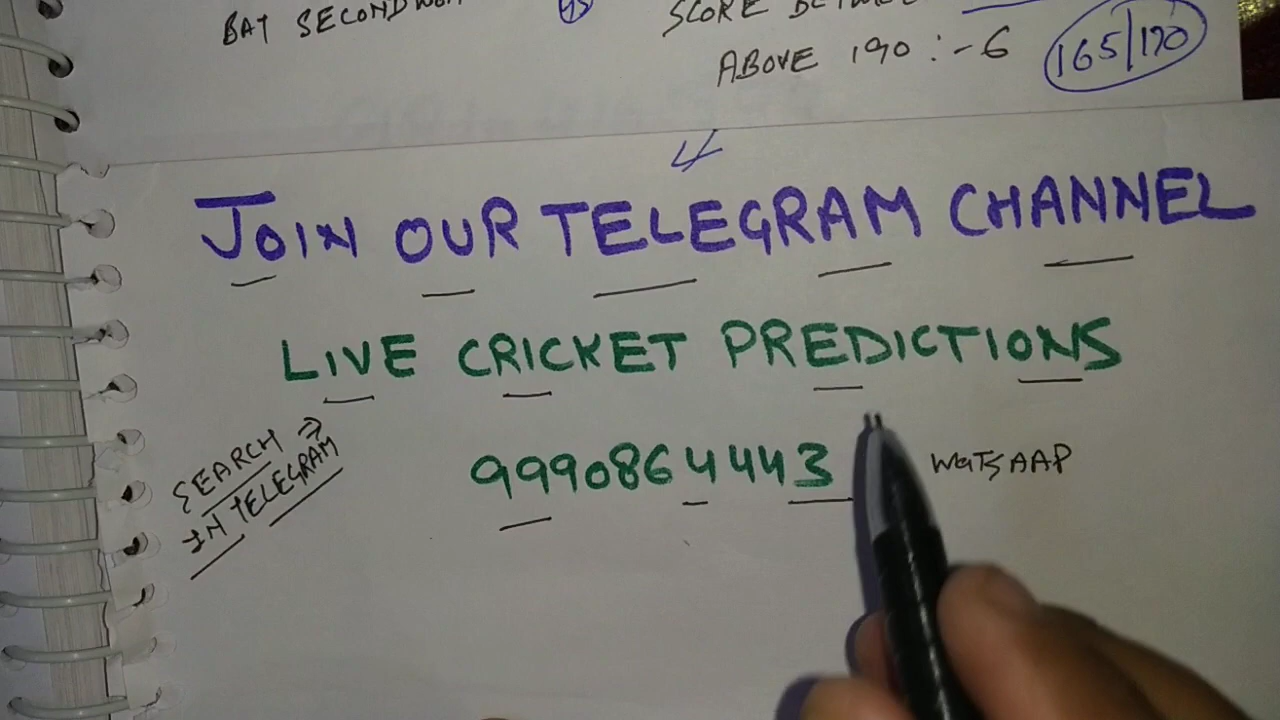 BAT SECOND
SCORE
ABOVE 190 :- 6 165/170
JOIN OUR TELEGRAM CHANNEL
LIVE CRICKET PREDICTIONS
SEARCH →
IN TELEGRAM
9990864443 WATSAAP